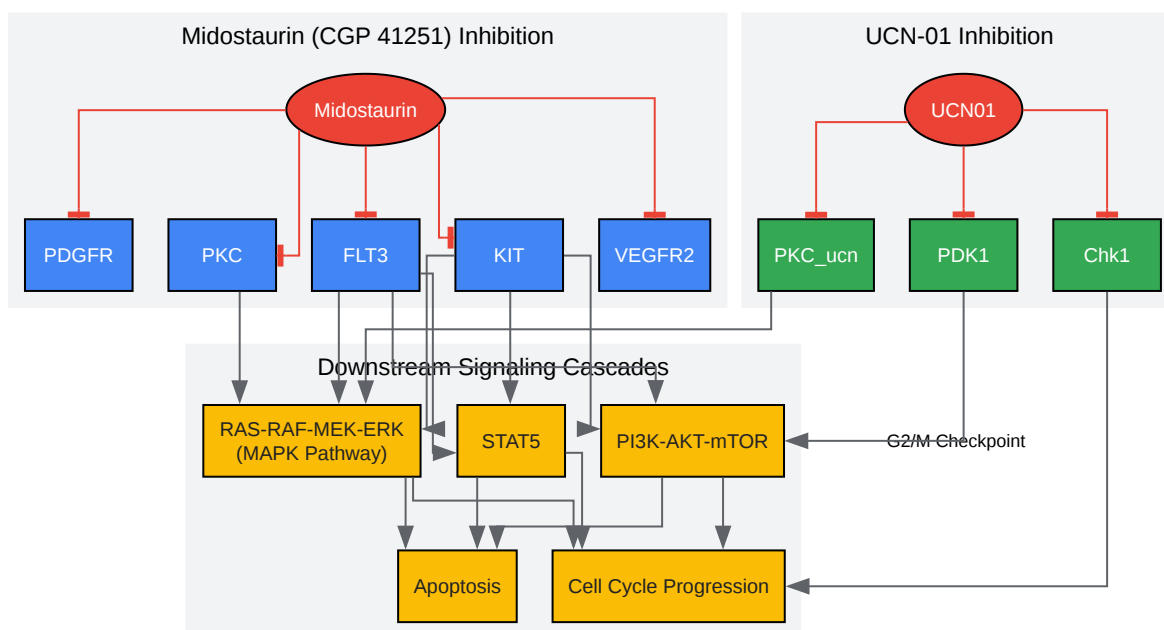 Midostaurin (CGP 41251) Inhibition
UCN-01 Inhibition
Midostaurin
UCN01
PDGFR
PKC
FLT3
KIT
VEGFR2
PKC_ucn
PDK1
Chk1
Downstream Signaling Cascades
RAS-RAF-MEK-ERK
(MAPK Pathway)
STAT5
PI3K-AKT-mTOR
G2/M Checkpoint
Apoptosis
Cell Cycle Progression